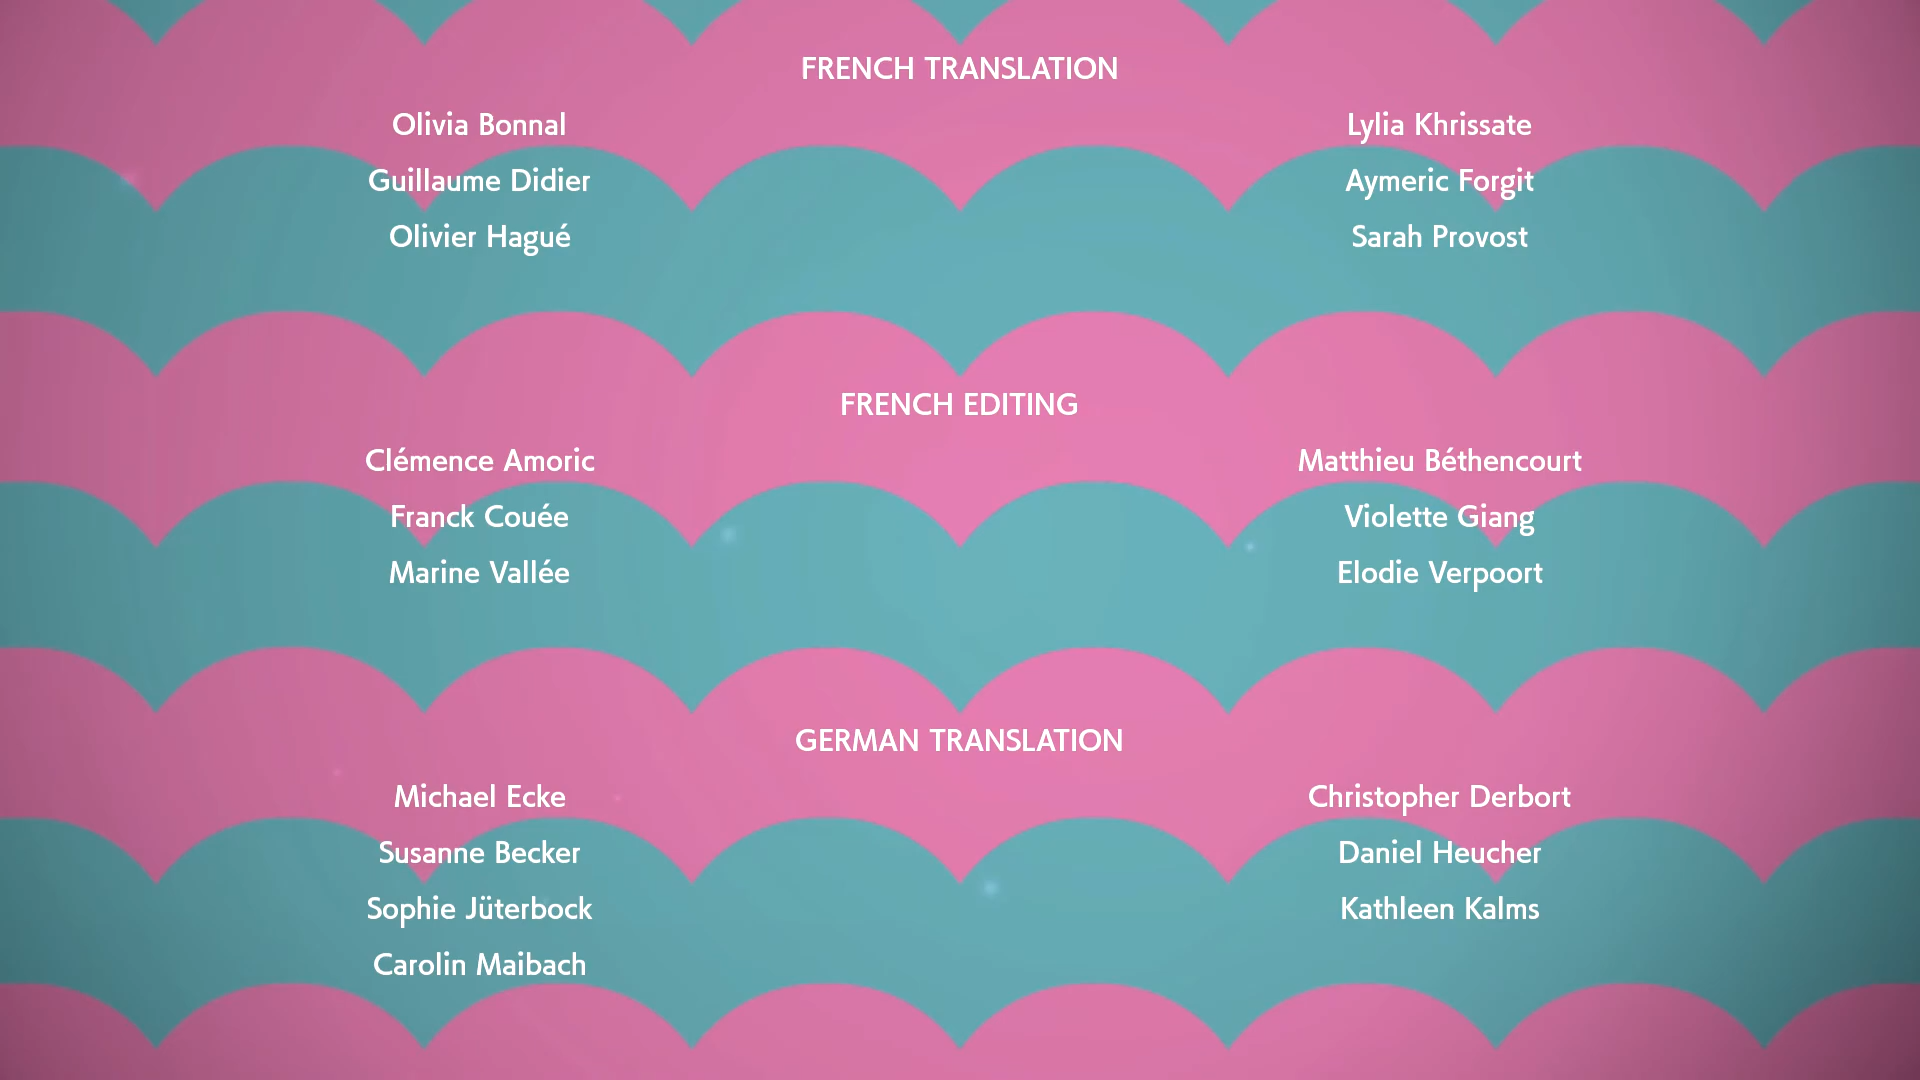 FRENCH TRANSLATION
Olivia Bonnal
Lylia Khrissate
Guillaume Didier
Aymeric Forgit
Olivier Hagué
Sarah Provost
FRENCH EDITING
Clémence Amoric
Matthieu Béthencourt
Franck Couée
Violette Giang
Marine Vallée
Elodie Verpoort
GERMAN TRANSLATION
Michael Ecke
Christopher Derbort
Susanne Becker
Daniel Heucher
Sophie Jüterbock
Kathleen Kalms
Carolin Maibach